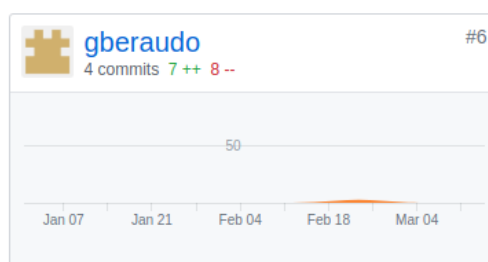 gberaudo #6
4 commits 7 ++ 8 --
50
Jan 07 Jan 21 Feb 04 Feb 18 Mar 04